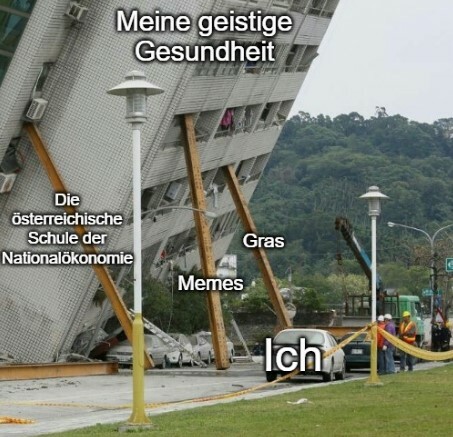 Meine geistige
Gesundheit
Die
österreichische
Schule der
Nationalökonomie
Gras
Memes
Ich